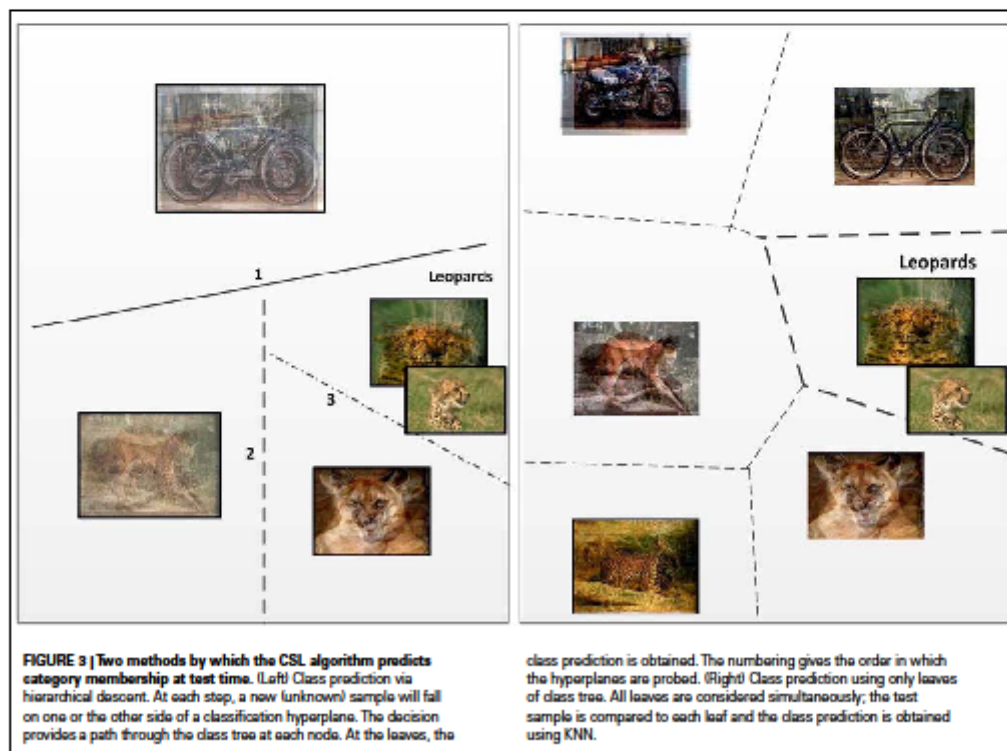 1
Leopards
3
2
Leopards
FIGURE 3 | Two methods by which the CSL algorithm predicts
category membership at test time. (Left) Class prediction via
hierarchical descent. At each step, a new (unknown) sample will fall
on one or the other side of a classification hyperplane. The decision
provides a path through the class tree at each node. At the leaves, the
class prediction is obtained. The numbering gives the order in which
the hyperplanes are probed. (Right) Class prediction using only leaves
of class tree. All leaves are considered simultaneously; the test
sample is compared to each leaf and the class prediction is obtained
using KNN.